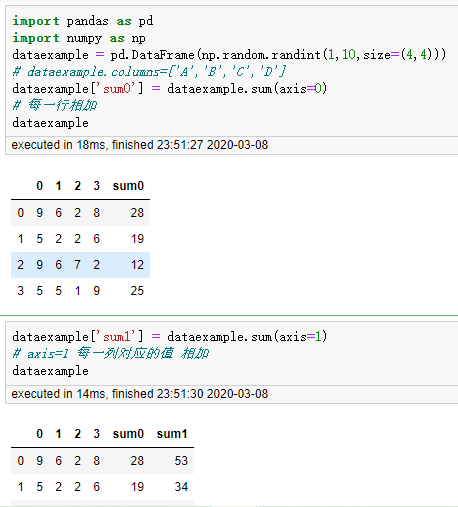 import pandas as pd
import numpy as np
dataexample = pd.DataFrame(np.random.randint(1,10,size=(4,4)))
# dataexample.columns=['A','B','C','D']
dataexample['sum0'] = dataexample.sum(axis=0)
# 每一行相加
dataexample
executed in 18ms, finished 23:51:27 2020-03-08
0 1 2 3 sum0
0 9 6 2 8 28
1 5 2 2 6 19
2 9 6 7 2 12
3 5 5 1 9 25
dataexample['sum1'] = dataexample.sum(axis=1)
# axis=1 每一列对应的值 相加
dataexample
executed in 14ms, finished 23:51:30 2020-03-08
0 1 2 3 sum0 sum1
0 9 6 2 8 28 53
1 5 2 2 6 19 34